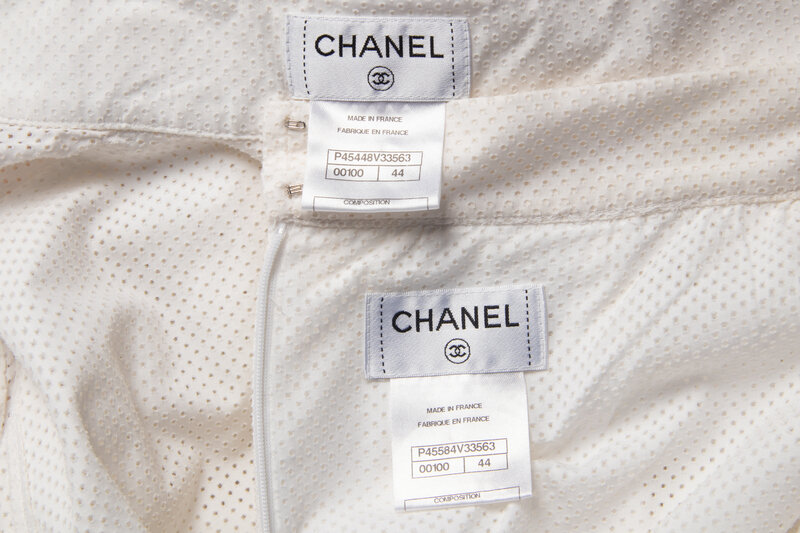 CHANEL
MADE IN FRANCE
FABRIQUE EN FRANCE
P45448V33563
00100 44
COMPOSITION
CHANEL
MADE IN FRANCE
FABRIQUE EN FRANCE
P45584V33563
00100 44
COMPOSITION